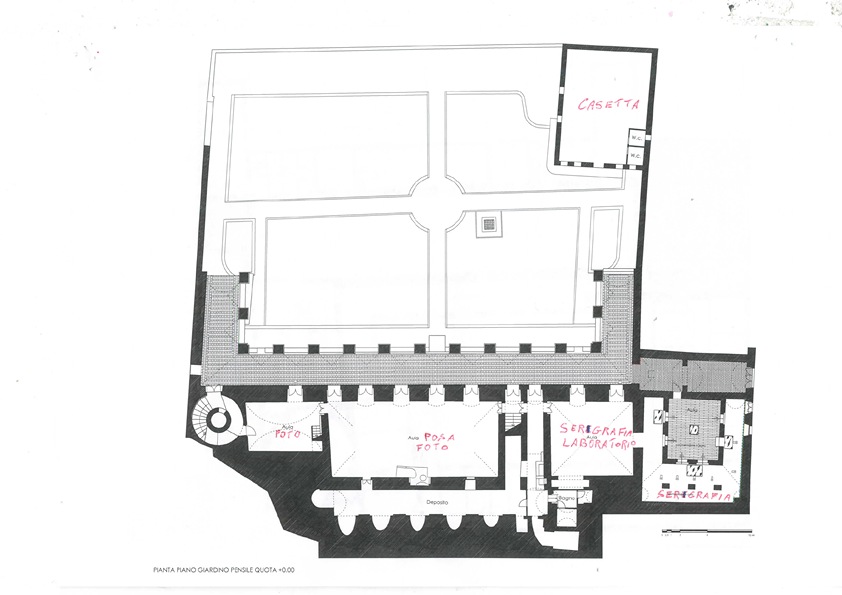 CASETTA
W.C.
W.C.
Aula
Aula
FOTO
Aula
POSA
FOTO
SERIGRAFIA
Aula
LABORATORIO
SERIGRAFIA
Deposito
Bagno
PIANTA PIANO GIARDINO PENSILE QUOTA +0.00